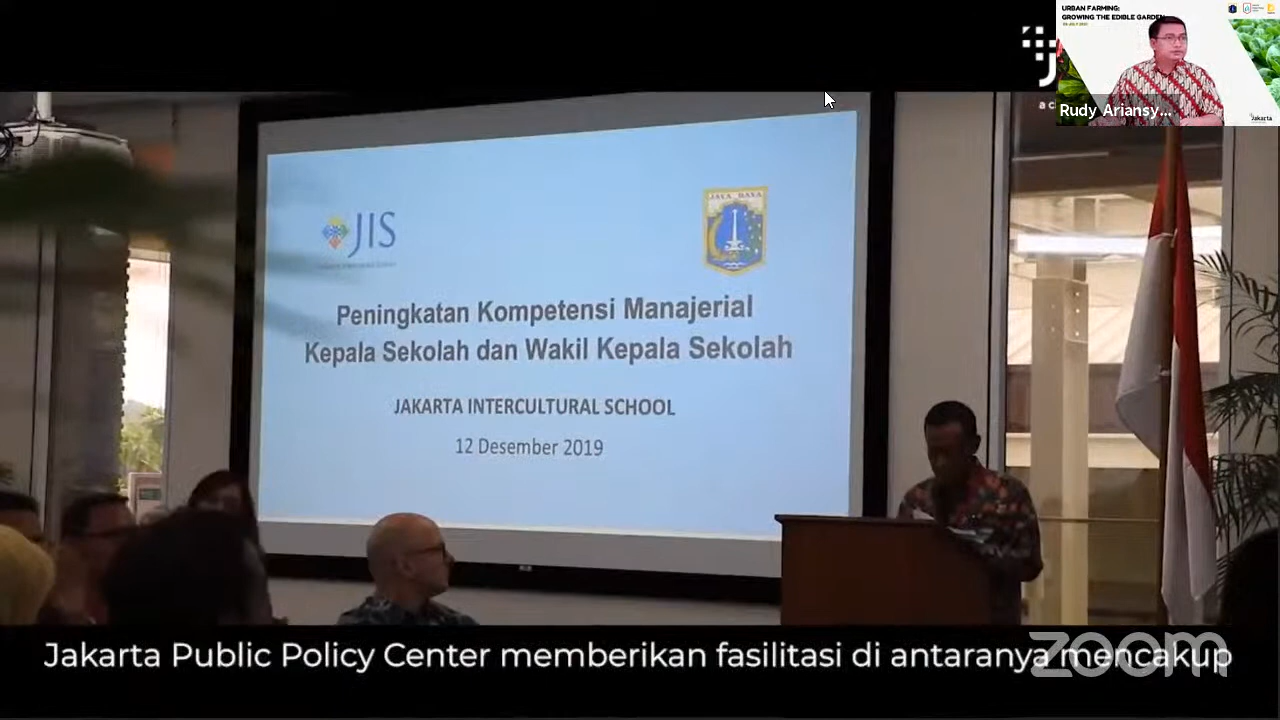 URBAN FARMING:
GROWING THE EDIBLE GARDEN
Rudy Ariansy...
Jakarta
JIS
JAYA RAYA
Peningkatan Kompetensi Manajerial
Kepala Sekolah dan Wakil Kepala Sekolah
JAKARTA INTERCULTURAL SCHOOL
12 Desember 2019
Jakarta Public Policy Center memberikan fasilitasi di antaranya mencakup
zoom